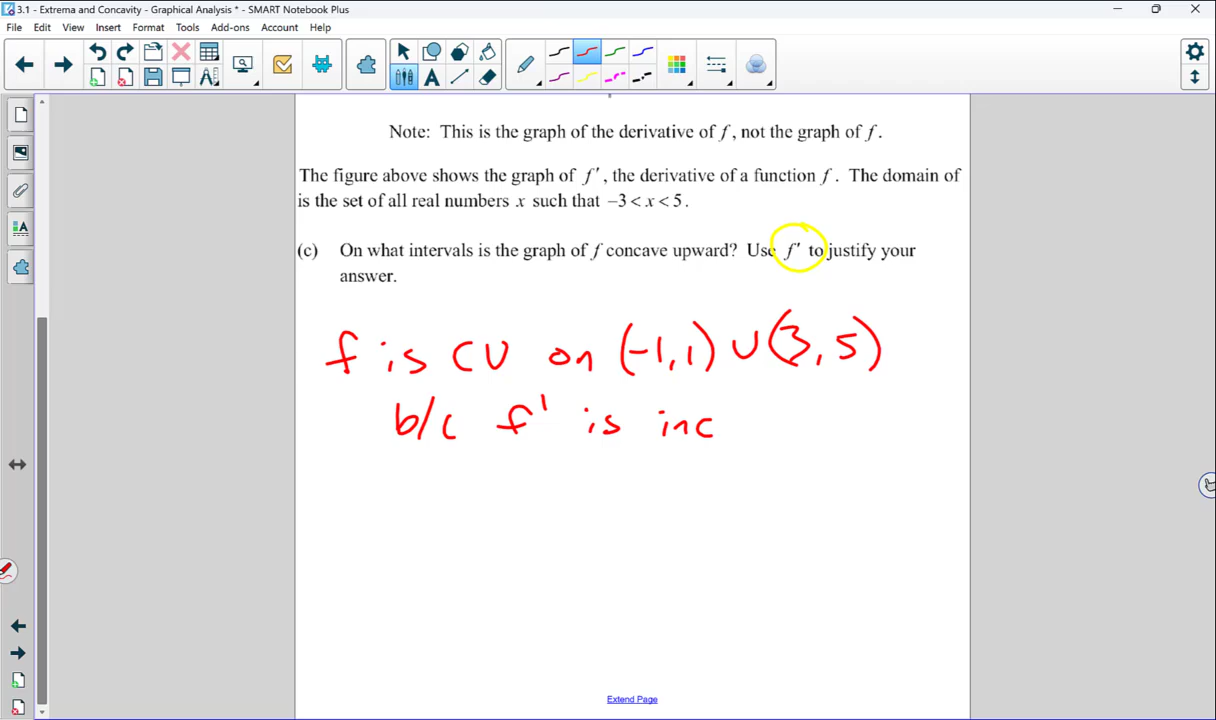 3.1 - Extrema and Concavity - Graphical Analysis * - SMART Notebook Plus
File Edit View Insert Format Tools Add-ons Account Help
Note: This is the graph of the derivative of f, not the graph of f.
The figure above shows the graph of f′, the derivative of a function f. The domain of
is the set of all real numbers x such that −3 < x < 5.
(c) On what intervals is the graph of f concave upward? Use f′ to justify your
answer.
f is CU on (-1,1) ∪ (3,5)
b/c f' is inc
Extend Page